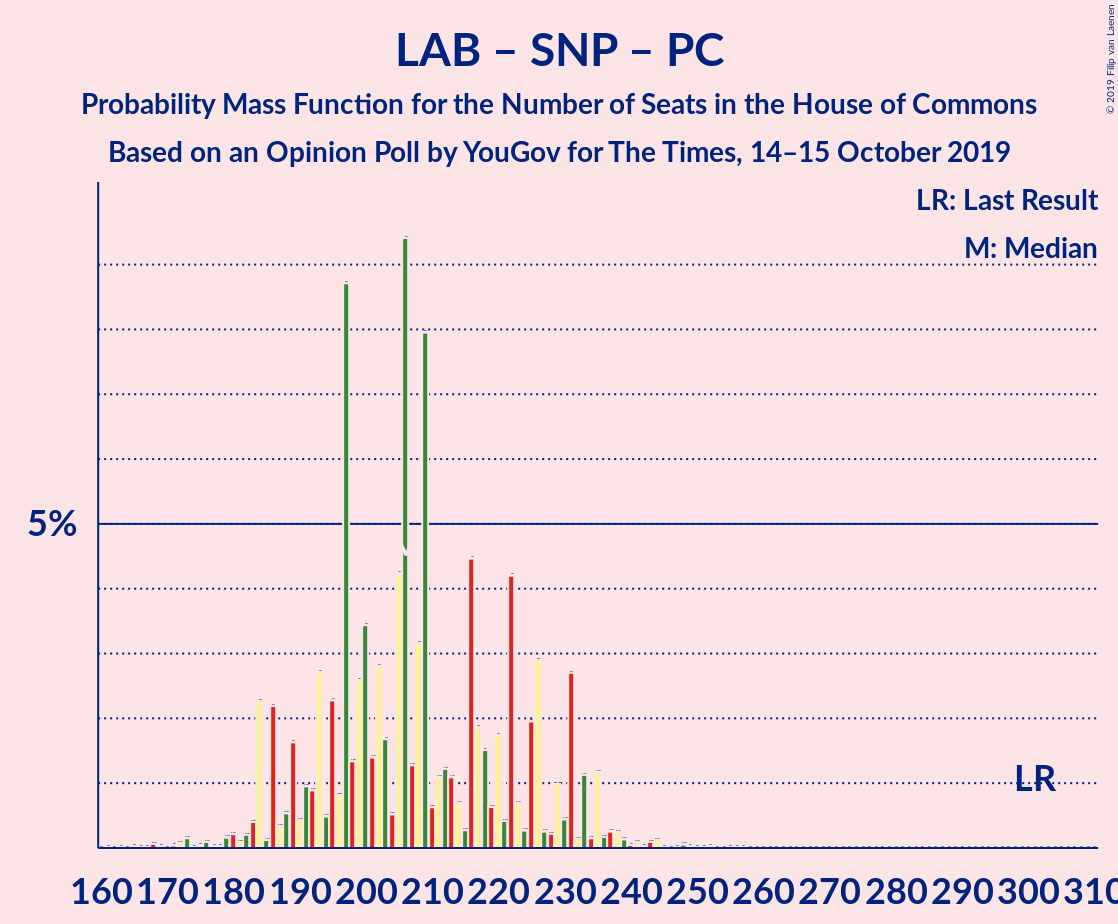 LAB – SNP – PC
Probability Mass Function for the Number of Seats in the House of Commons
Based on an Opinion Poll by YouGov for The Times, 14–15 October 2019
© 2019 Filip van Laenen
LR: Last Result
M: Median
5%
LR
160 170 180 190 200 210 220 230 240 250 260 270 280 290 300 310